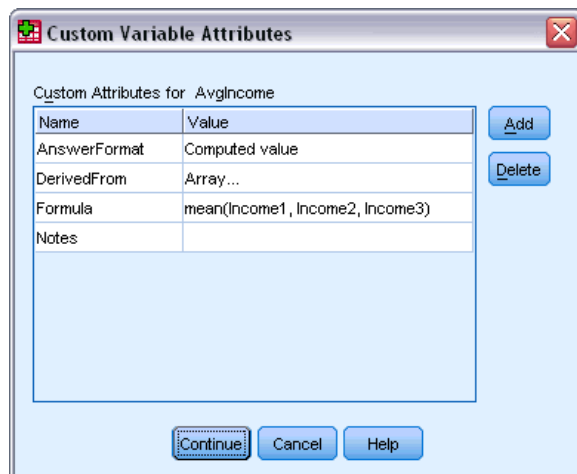 Custom Variable Attributes
Custom Attributes for AvgIncome
Name Value
AnswerFormat Computed value
DerivedFrom Array...
Formula mean(Income1, Income2, Income3)
Notes
Add
Delete
Continue Cancel Help